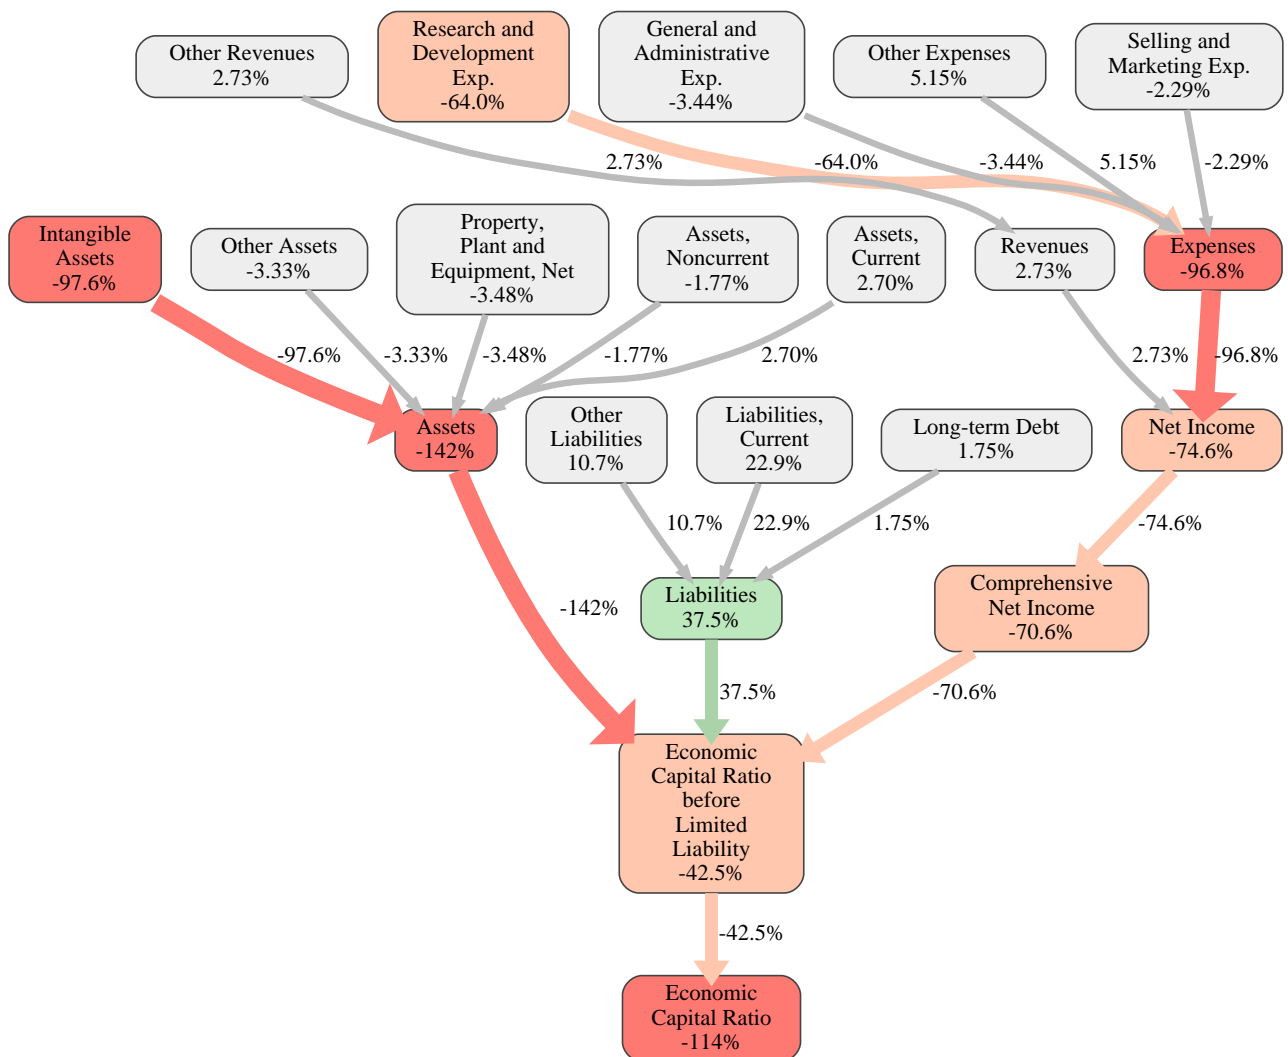 Other Revenues
2.73%
Research and
Development
Exp.
-64.0%
General and
Administrative
Exp.
-3.44%
Other Expenses
5.15%
Selling and
Marketing Exp.
-2.29%
2.73%
-64.0%
-3.44%
5.15%
-2.29%
Intangible
Assets
-97.6%
Other Assets
-3.33%
Property,
Plant and
Equipment, Net
-3.48%
Assets,
Noncurrent
-1.77%
Assets,
Current
2.70%
Revenues
2.73%
Expenses
-96.8%
-97.6%
-3.33%
-3.48%
-1.77%
2.70%
2.73%
-96.8%
Assets
-142%
Other
Liabilities
10.7%
Liabilities,
Current
22.9%
Long-term Debt
1.75%
Net Income
-74.6%
10.7%
22.9%
1.75%
-74.6%
-142%
Liabilities
37.5%
Comprehensive
Net Income
-70.6%
37.5%
-70.6%
Economic
Capital Ratio
before
Limited
Liability
-42.5%
-42.5%
Economic
Capital Ratio
-114%